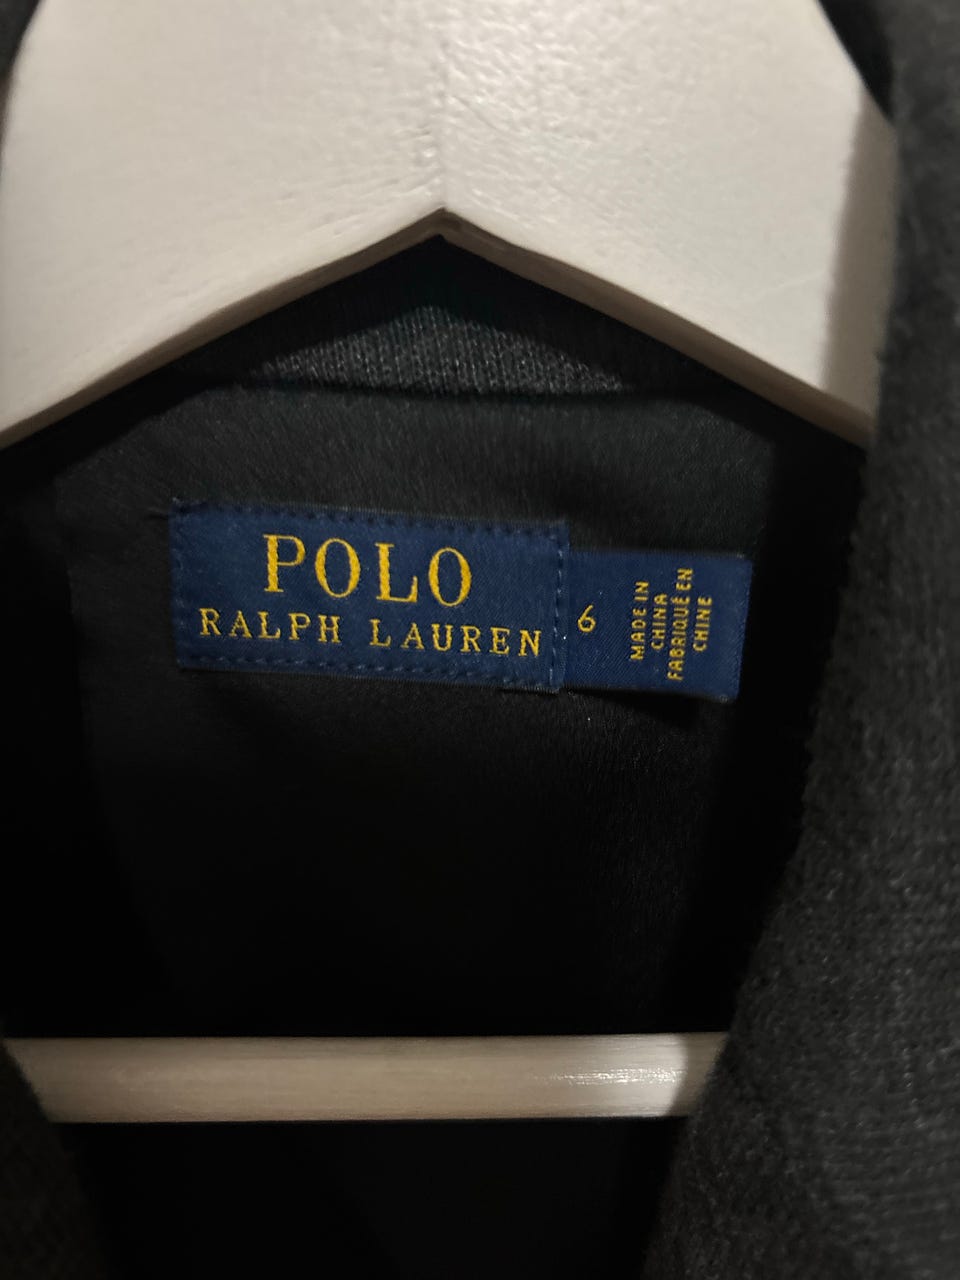 POLO
RALPH LAUREN
6
MADE IN
CHINA
FABRIQUÉ EN
CHINE